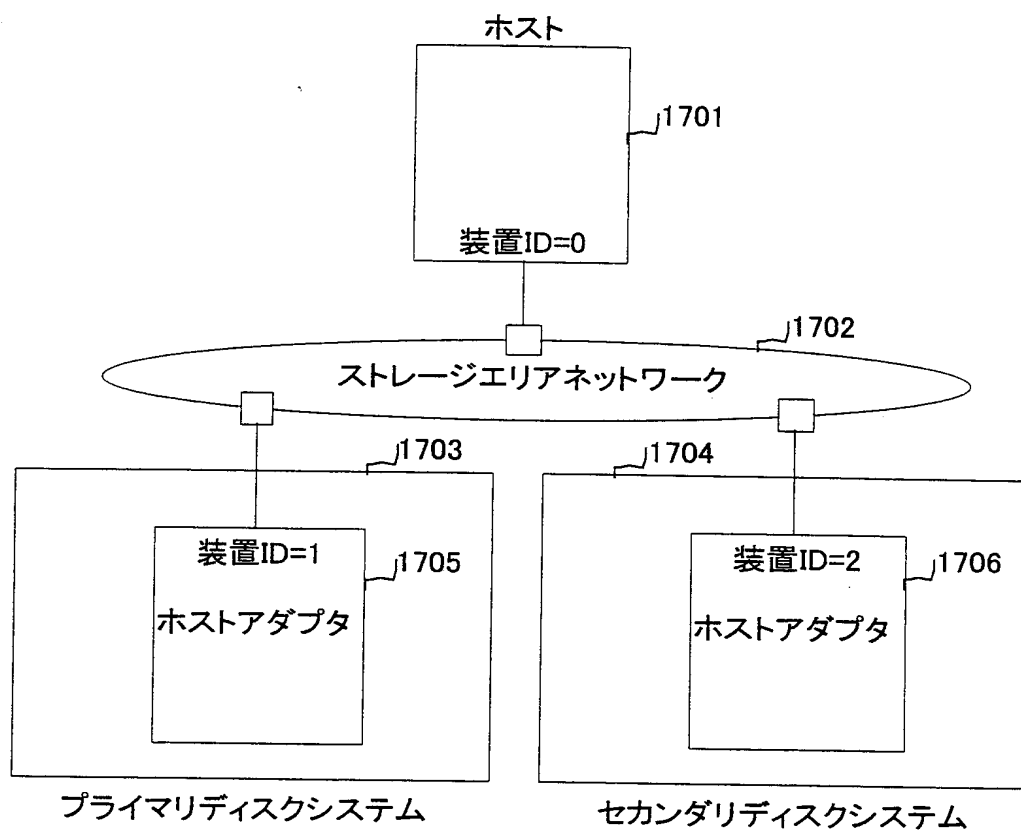 ホスト
1701
装置ID=0
1702
ストレージエリアネットワーク
1703
1704
装置ID=1
1705
ホストアダプタ
装置ID=2
1706
ホストアダプタ
プライマリディスクシステム
セカンダリディスクシステム